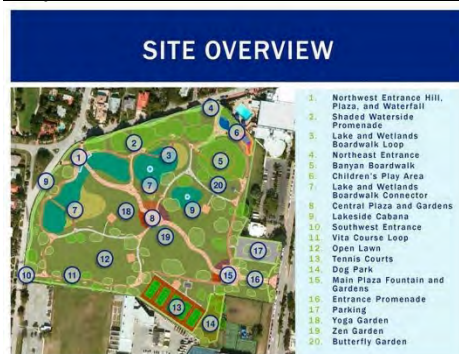 SITE OVERVIEW
1. Northwest Entrance Hill,
Plaza, and Waterfall
2. Shaded Waterside
Promenade
3. Lake and Wetlands
Boardwalk Loop
4. Northeast Entrance
5. Banyan Boardwalk
6. Children's Play Area
7. Lake and Wetlands
Boardwalk Connector
8 Central Plaza and Gardens
9. Lakeside Cabana
10 Southwest Entrance
11 Vita Course Loop
12 Open Lawn
13. Tennis Courts
14. Dog Park
15. Main Plaza Fountain and
Gardens
16. Entrance Promenade
17 Parking
18. Yoga Garden
19. Zen Garden
20. Butterfly Garden
4
6
2
3
1
5
9
7
20
18
9
7
8
19
17
12
10
11
15
16
13
14